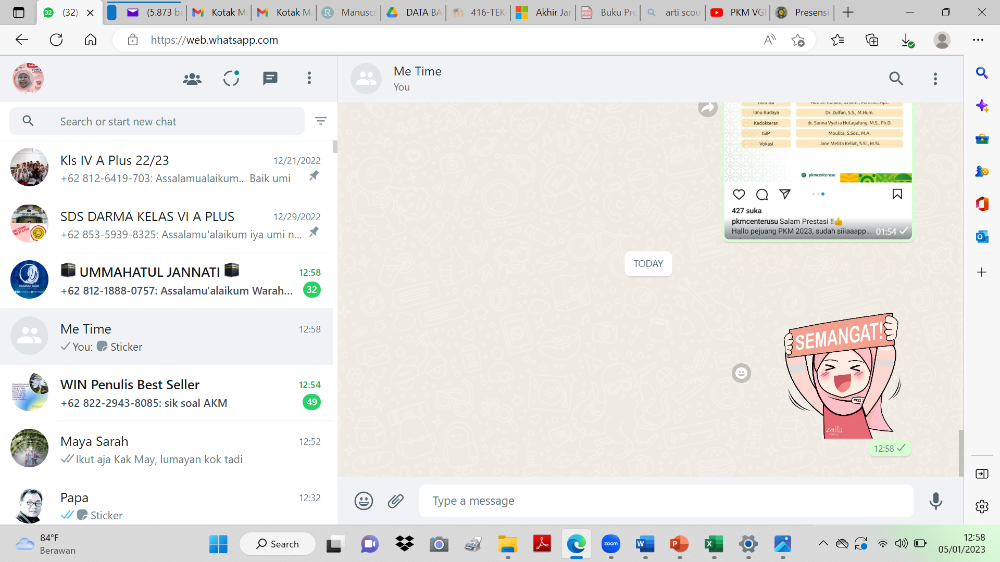 (32)
(5.873 be
Kotak M
Kotak M
Manuscr
DATA BA
416-TEK
Akhir Jar
Buku Pro
arti scou
PKM VG
Presensi
https://web.whatsapp.com
Me Time
You
Search or start new chat
Kls IV A Plus 22/23
12/21/2022
+62 812-6419-703: Assalamualaikum.. Baik umi
SDS DARMA KELAS VI A PLUS
12/29/2022
+62 853-5939-8325: Assalamu'alaikum iya umi n...
🕋 UMMAHATUL JANNATI 🕋
12:58
+62 812-1888-0757: Assalamu'alaikum Warah...
32
Me Time
12:58
You: Sticker
WIN Penulis Best Seller
12:54
+62 822-2943-8085: sik soal AKM
49
Maya Sarah
12:52
Ikut aja Kak May, lumayan kok tadi
Papa
12:32
Sticker
Farmasi
Ilmu Budaya Dr. Zulfan, S.S., M.Hum.
Kedokteran dr. Sunna Vyatra Hutagalung, M.S., Ph.D.
ISIP Moulita, S.Sos., M.A.
Vokasi Jane Melita Keliat, S.Si., M.Si.
pkmcenterusu
427 suka
pkmcenterusu Salam Prestasi !!👍
Hallo pejuang PKM 2023, sudah siiiaaapp...
01:54
TODAY
SEMANGAT!
MISS
zalfa
12:58
Type a message
84°F
Berawan
Search
zoom
12:58
05/01/2023